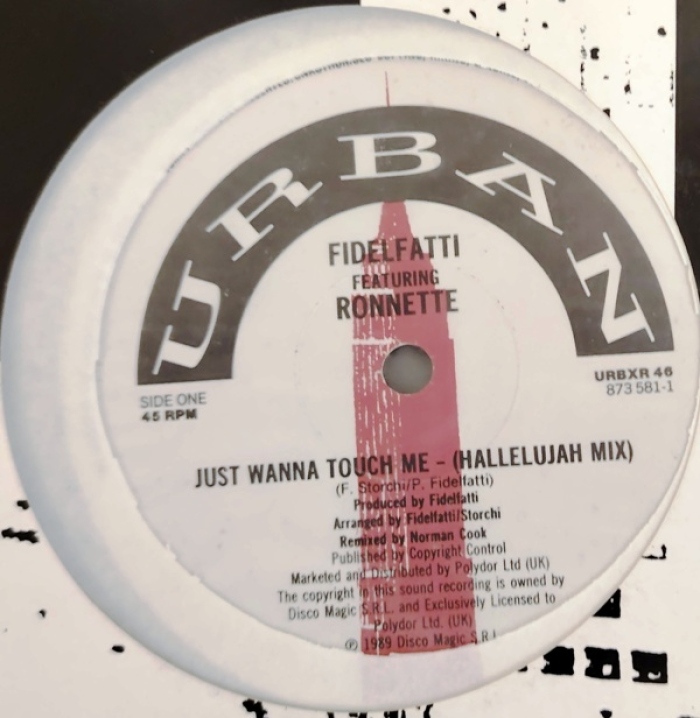 URBAN
FIDELFATTI
FEATURING
RONNETTE
SIDE ONE
45 RPM
URBXR 46
873 581-1
JUST WANNA TOUCH ME - (HALLELUJAH MIX)
(F. Storchi/P. Fidelfatti)
Produced by Fidelfatti
Arranged by Fidelfatti/Storchi
Remixed by Norman Cook
Published by Copyright Control
Marketed and Distributed by Polydor Ltd (UK)
The copyright in this sound recording is owned by
Disco Magic S.R.L. and Exclusively Licensed to
Polydor Ltd. (UK)
℗ 1989 Disco Magic S.R.L.